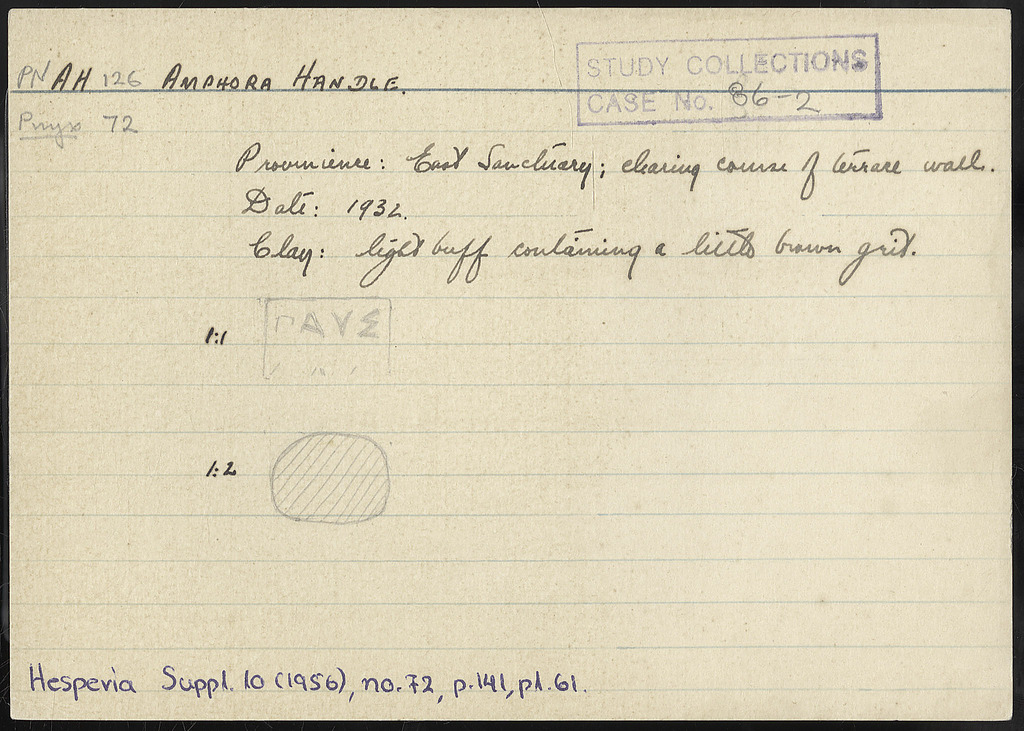 PN AH 126 AMPHORA HANDLE.
STUDY COLLECTIONS
CASE No. 86-2
Pnyx 72
Provenience: East Sanctuary; clearing course of terrace wall.
Date: 1932.
Clay: light buff containing a little brown grit.
1:1
ΠΑΥΣ
1:2
Hesperia Suppl. 10 (1956), no. 72, p. 141, pl. 61.